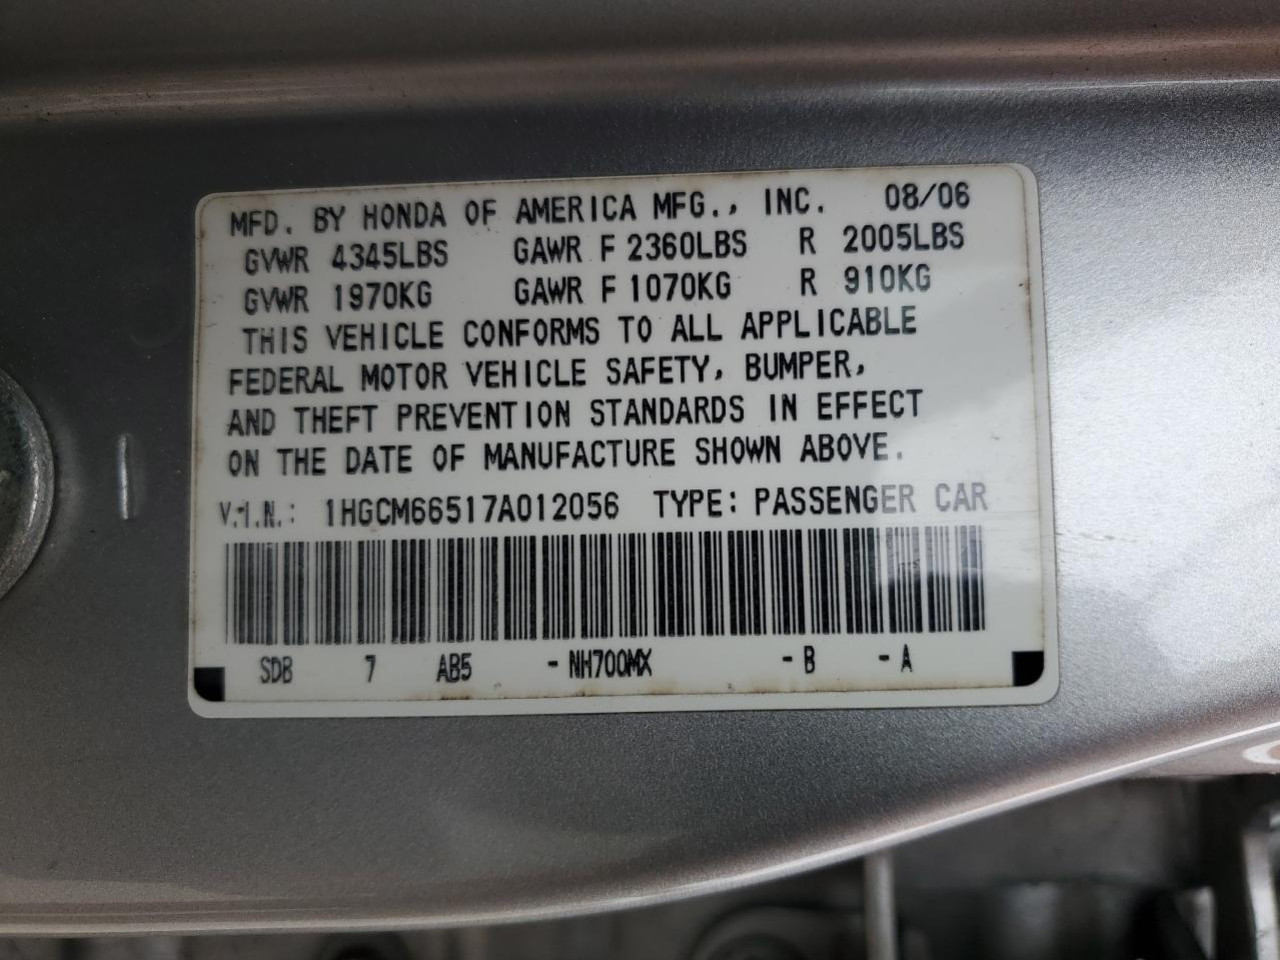 MFD. BY HONDA OF AMERICA MFG., INC. 08/06
GVWR 4345LBS GAWR F 2360LBS R 2005LBS
GVWR 1970KG GAWR F 1070KG R 910KG
THIS VEHICLE CONFORMS TO ALL APPLICABLE
FEDERAL MOTOR VEHICLE SAFETY, BUMPER,
AND THEFT PREVENTION STANDARDS IN EFFECT
ON THE DATE OF MANUFACTURE SHOWN ABOVE.
V.I.N.: 1HGCM66517A012056 TYPE: PASSENGER CAR
SDB 7 AB5 - NH700MX - B - A